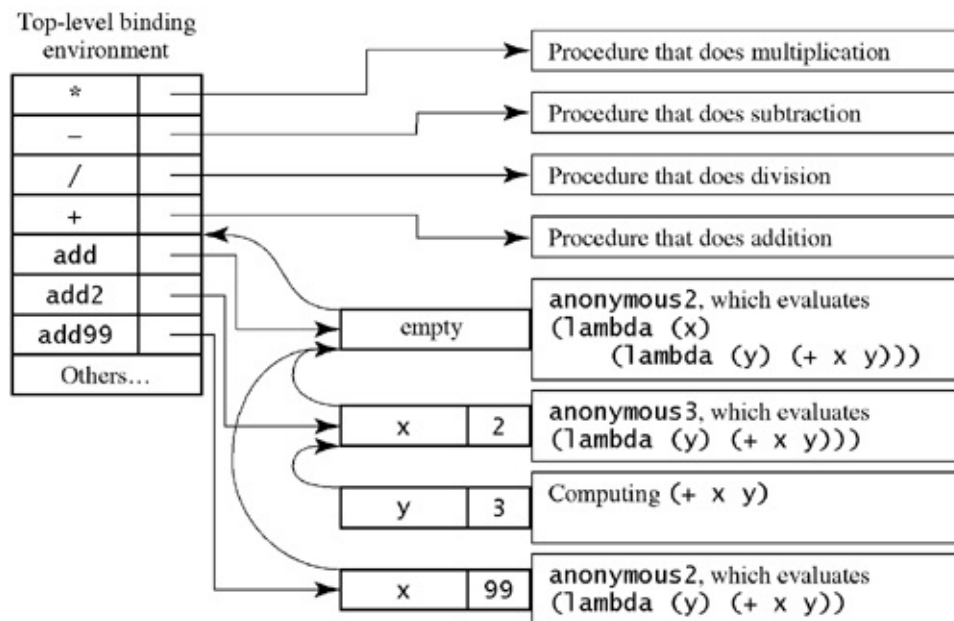 Top-level binding
environment
*
–
/
+
add
add2
add99
Others…
Procedure that does multiplication
Procedure that does subtraction
Procedure that does division
Procedure that does addition
empty
anonymous2, which evaluates
(lambda (x)
(lambda (y) (+ x y)))
x 2
anonymous3, which evaluates
(lambda (y) (+ x y)))
y 3
Computing (+ x y)
x 99
anonymous2, which evaluates
(lambda (y) (+ x y))